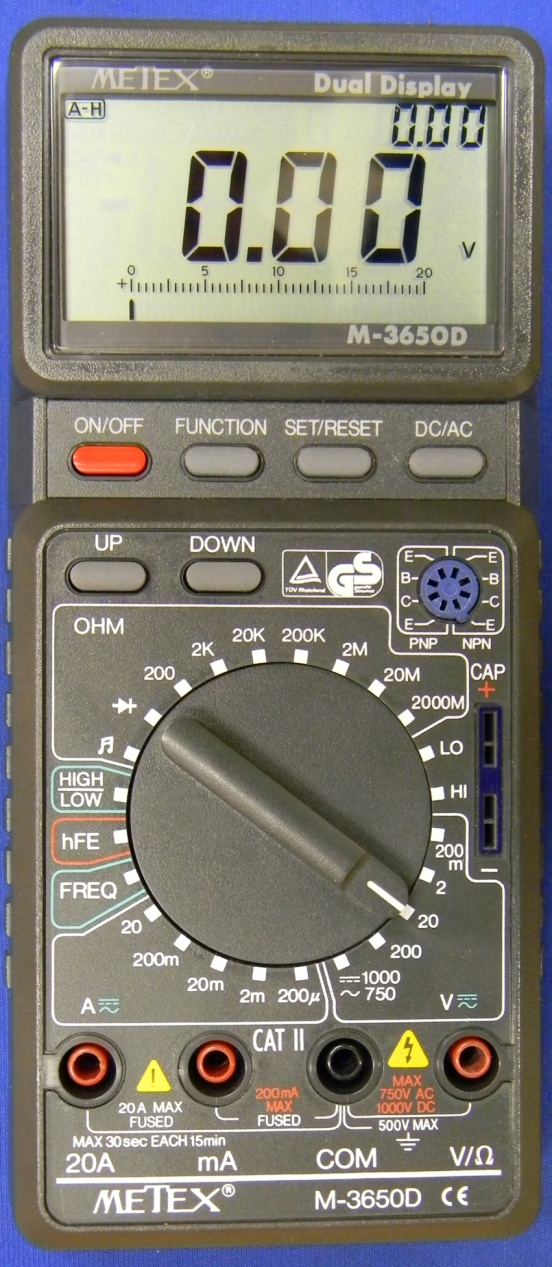 METEX® Dual Display
A-H 0.00
0.00 V
0 5 10 15 20
+
M-3650D
ON/OFF FUNCTION SET/RESET DC/AC
UP DOWN
TÜV Rheinland GS
E E
B B
C C
E E
PNP NPN
OHM
200 2K 20K 200K 2M 20M 2000M
CAP
+
LO
HI
−
HIGH
LOW
hFE
FREQ
200
m
2
20
200
1000
~ 750
V
20
200m
20m
2m
200µ
A
CAT II
20A MAX
FUSED
200mA
MAX
FUSED
MAX
750V AC
1000V DC
500V MAX
MAX 30sec EACH 15min
20A mA COM V/Ω
METEX® M-3650D CE